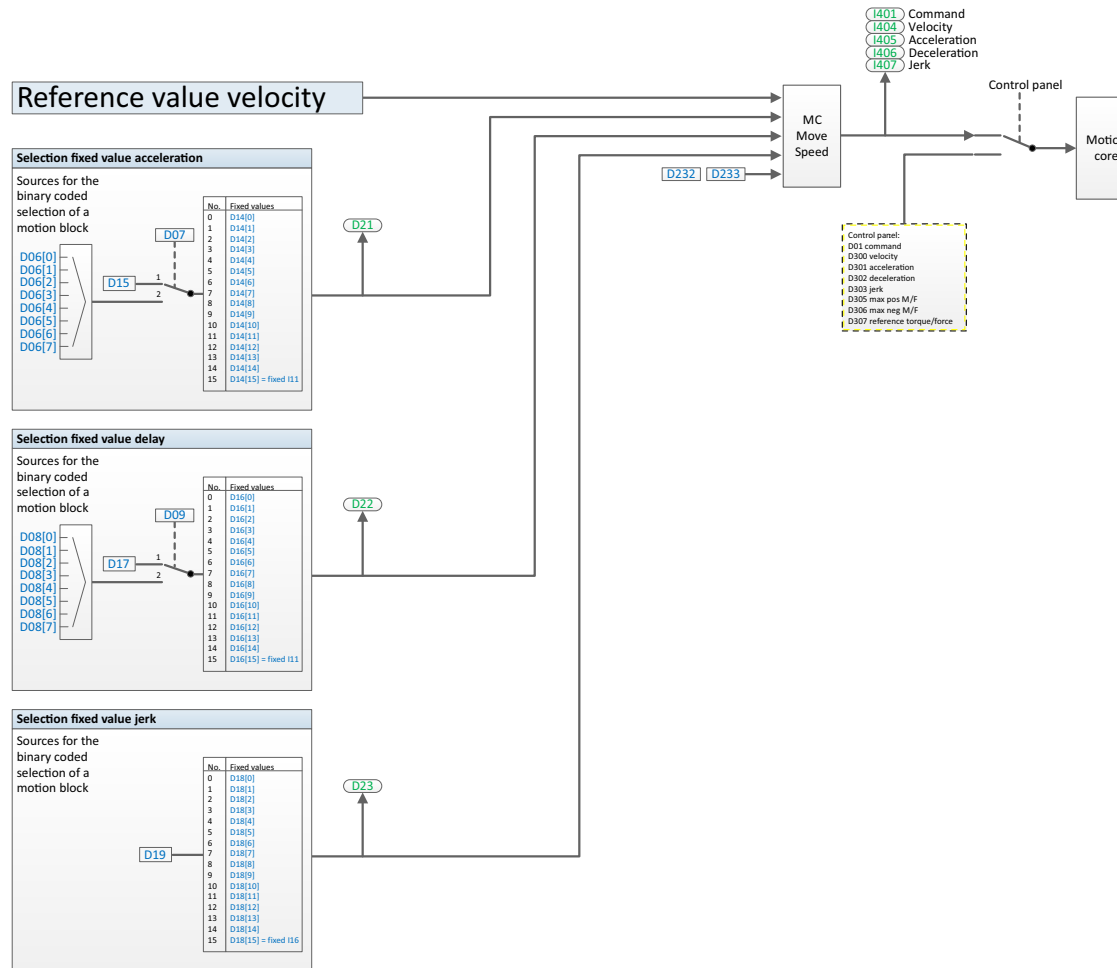 I401 Command
I404 Velocity
I405 Acceleration
I406 Deceleration
I407 Jerk
Control panel
Reference value velocity
MC
Move
Speed
Motion
core
D232 D233
Selection fixed value acceleration
Sources for the
binary coded
selection of a
motion block
D06[0]
D06[1]
D06[2]
D06[3]
D06[4]
D06[5]
D06[6]
D06[7]
D07
D15
1
2
No. Fixed values
0 D14[0]
1 D14[1]
2 D14[2]
3 D14[3]
4 D14[4]
5 D14[5]
6 D14[6]
7 D14[7]
8 D14[8]
9 D14[9]
10 D14[10]
11 D14[11]
12 D14[12]
13 D14[13]
14 D14[14]
15 D14[15] = fixed I11
D21
Control panel:
D01 command
D300 velocity
D301 acceleration
D302 deceleration
D303 jerk
D305 max pos M/F
D306 max neg M/F
D307 reference torque/force
Selection fixed value delay
Sources for the
binary coded
selection of a
motion block
D08[0]
D08[1]
D08[2]
D08[3]
D08[4]
D08[5]
D08[6]
D08[7]
D09
D17
1
2
No. Fixed values
0 D16[0]
1 D16[1]
2 D16[2]
3 D16[3]
4 D16[4]
5 D16[5]
6 D16[6]
7 D16[7]
8 D16[8]
9 D16[9]
10 D16[10]
11 D16[11]
12 D16[12]
13 D16[13]
14 D16[14]
15 D16[15] = fixed I11
D22
Selection fixed value jerk
Sources for the
binary coded
selection of a
motion block
D19
No. Fixed values
0 D18[0]
1 D18[1]
2 D18[2]
3 D18[3]
4 D18[4]
5 D18[5]
6 D18[6]
7 D18[7]
8 D18[8]
9 D18[9]
10 D18[10]
11 D18[11]
12 D18[12]
13 D18[13]
14 D18[14]
15 D18[15] = fixed I16
D23